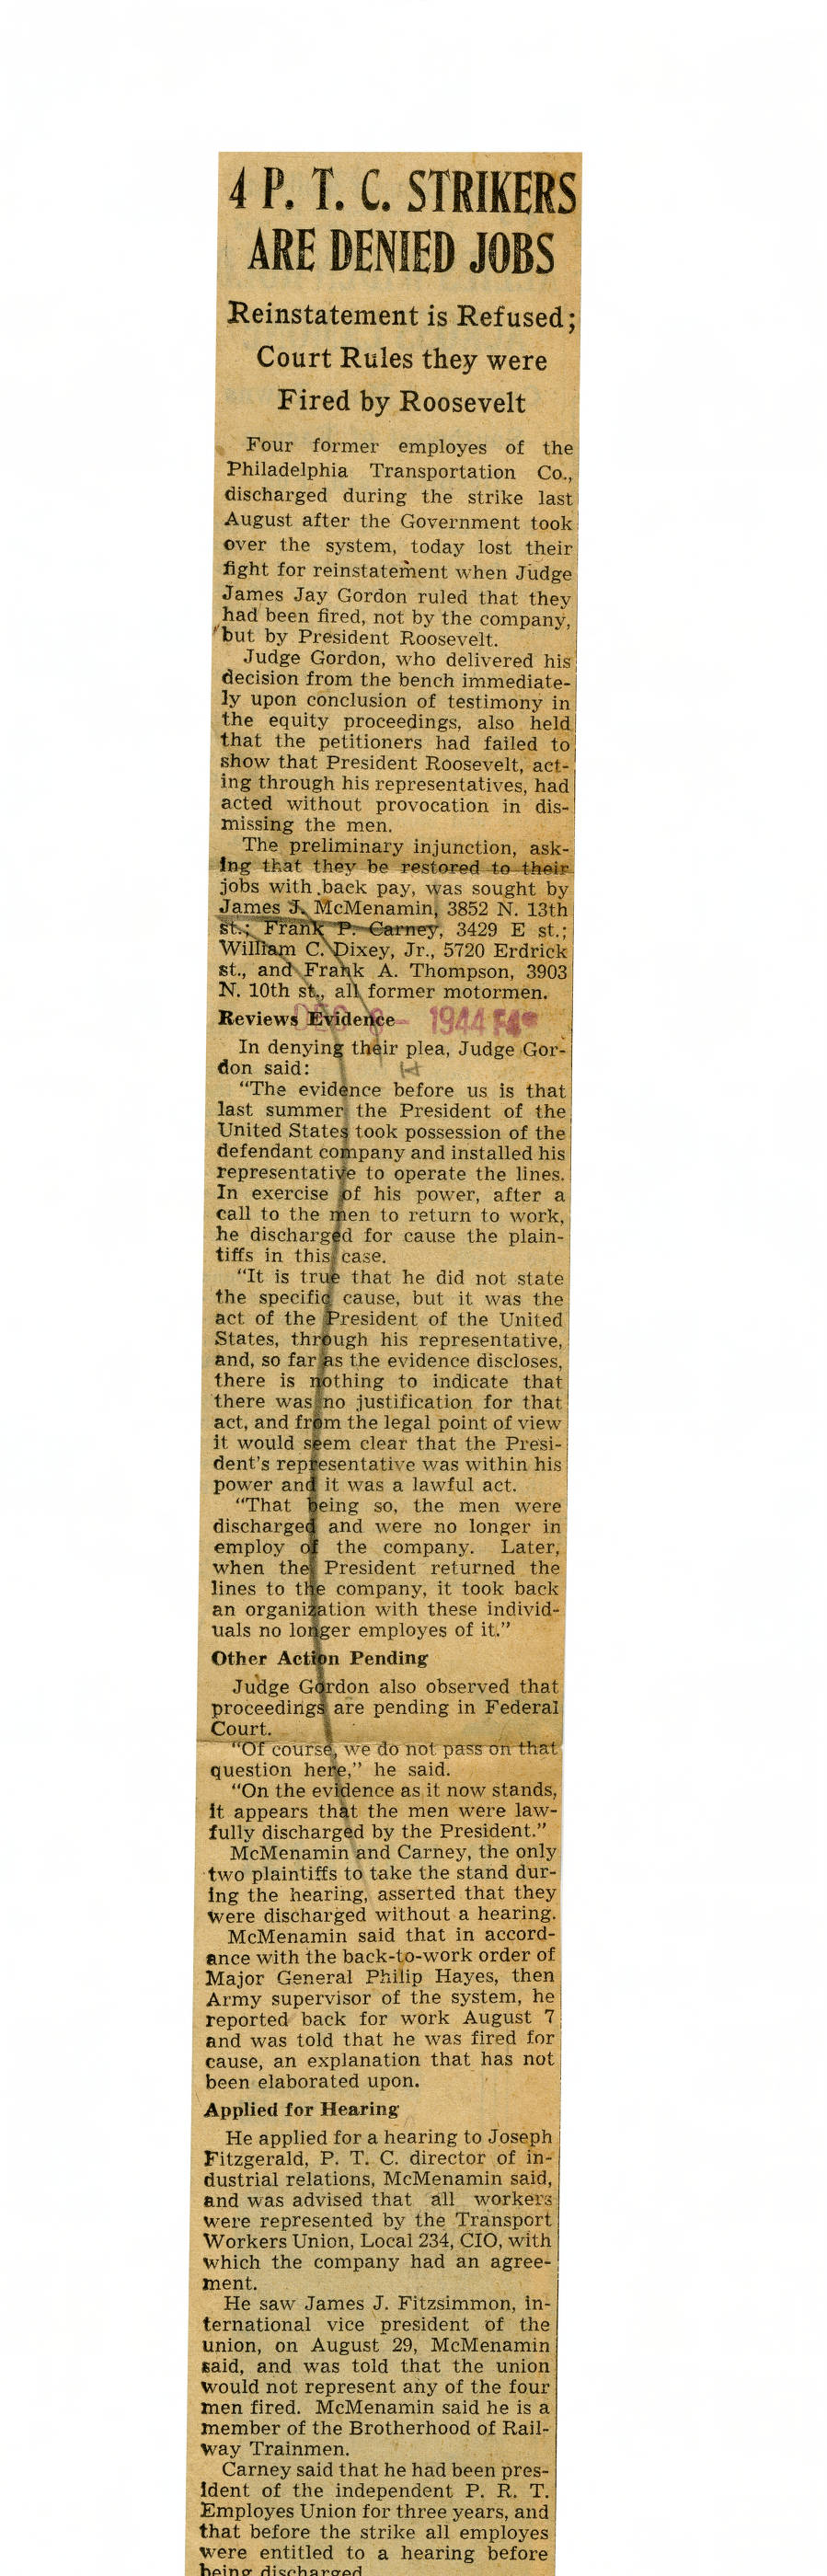 4 P. T. C. STRIKERS
ARE DENIED JOBS
Reinstatement is Refused;
Court Rules they were
Fired by Roosevelt
Four former employes of the
Philadelphia Transportation Co.,
discharged during the strike last
August after the Government took
over the system, today lost their
fight for reinstatement when Judge
James Jay Gordon ruled that they
had been fired, not by the company,
but by President Roosevelt.
Judge Gordon, who delivered his
decision from the bench immediate-
ly upon conclusion of testimony in
the equity proceedings, also held
that the petitioners had failed to
show that President Roosevelt, act-
ing through his representatives, had
acted without provocation in dis-
missing the men.
The preliminary injunction, ask-
ing that they be restored to their
jobs with back pay, was sought by
James J. McMenamin, 3852 N. 13th
st.; Frank P. Carney, 3429 E st.;
William C. Dixey, Jr., 5720 Erdrick
st., and Frank A. Thompson, 3903
N. 10th st., all former motormen.
Reviews Evidence
DEC 1944
In denying their plea, Judge Gor-
don said:
"The evidence before us is that
last summer the President of the
United States took possession of the
defendant company and installed his
representative to operate the lines.
In exercise of his power, after a
call to the men to return to work,
he discharged for cause the plain-
tiffs in this case.
"It is true that he did not state
the specific cause, but it was the
act of the President of the United
States, through his representative,
and, so far as the evidence discloses,
there is nothing to indicate that
there was no justification for that
act, and from the legal point of view
it would seem clear that the Presi-
dent's representative was within his
power and it was a lawful act.
"That being so, the men were
discharged and were no longer in
employ of the company. Later,
when the President returned the
lines to the company, it took back
an organization with these individ-
uals no longer employes of it."
Other Action Pending
Judge Gordon also observed that
proceedings are pending in Federal
Court.
"Of course, we do not pass on that
question here," he said.
"On the evidence as it now stands,
it appears that the men were law-
fully discharged by the President."
McMenamin and Carney, the only
two plaintiffs to take the stand dur-
ing the hearing, asserted that they
were discharged without a hearing.
McMenamin said that in accord-
ance with the back-to-work order of
Major General Philip Hayes, then
Army supervisor of the system, he
reported back for work August 7
and was told that he was fired for
cause, an explanation that has not
been elaborated upon.
Applied for Hearing
He applied for a hearing to Joseph
Fitzgerald, P. T. C. director of in-
dustrial relations, McMenamin said,
and was advised that all workers
were represented by the Transport
Workers Union, Local 234, CIO, with
which the company had an agree-
ment.
He saw James J. Fitzsimmon, in-
ternational vice president of the
union, on August 29, McMenamin
said, and was told that the union
would not represent any of the four
men fired. McMenamin said he is a
member of the Brotherhood of Rail-
way Trainmen.
Carney said that he had been pres-
ident of the independent P. R. T.
Employes Union for three years, and
that before the strike all employes
were entitled to a hearing before
being discharged.